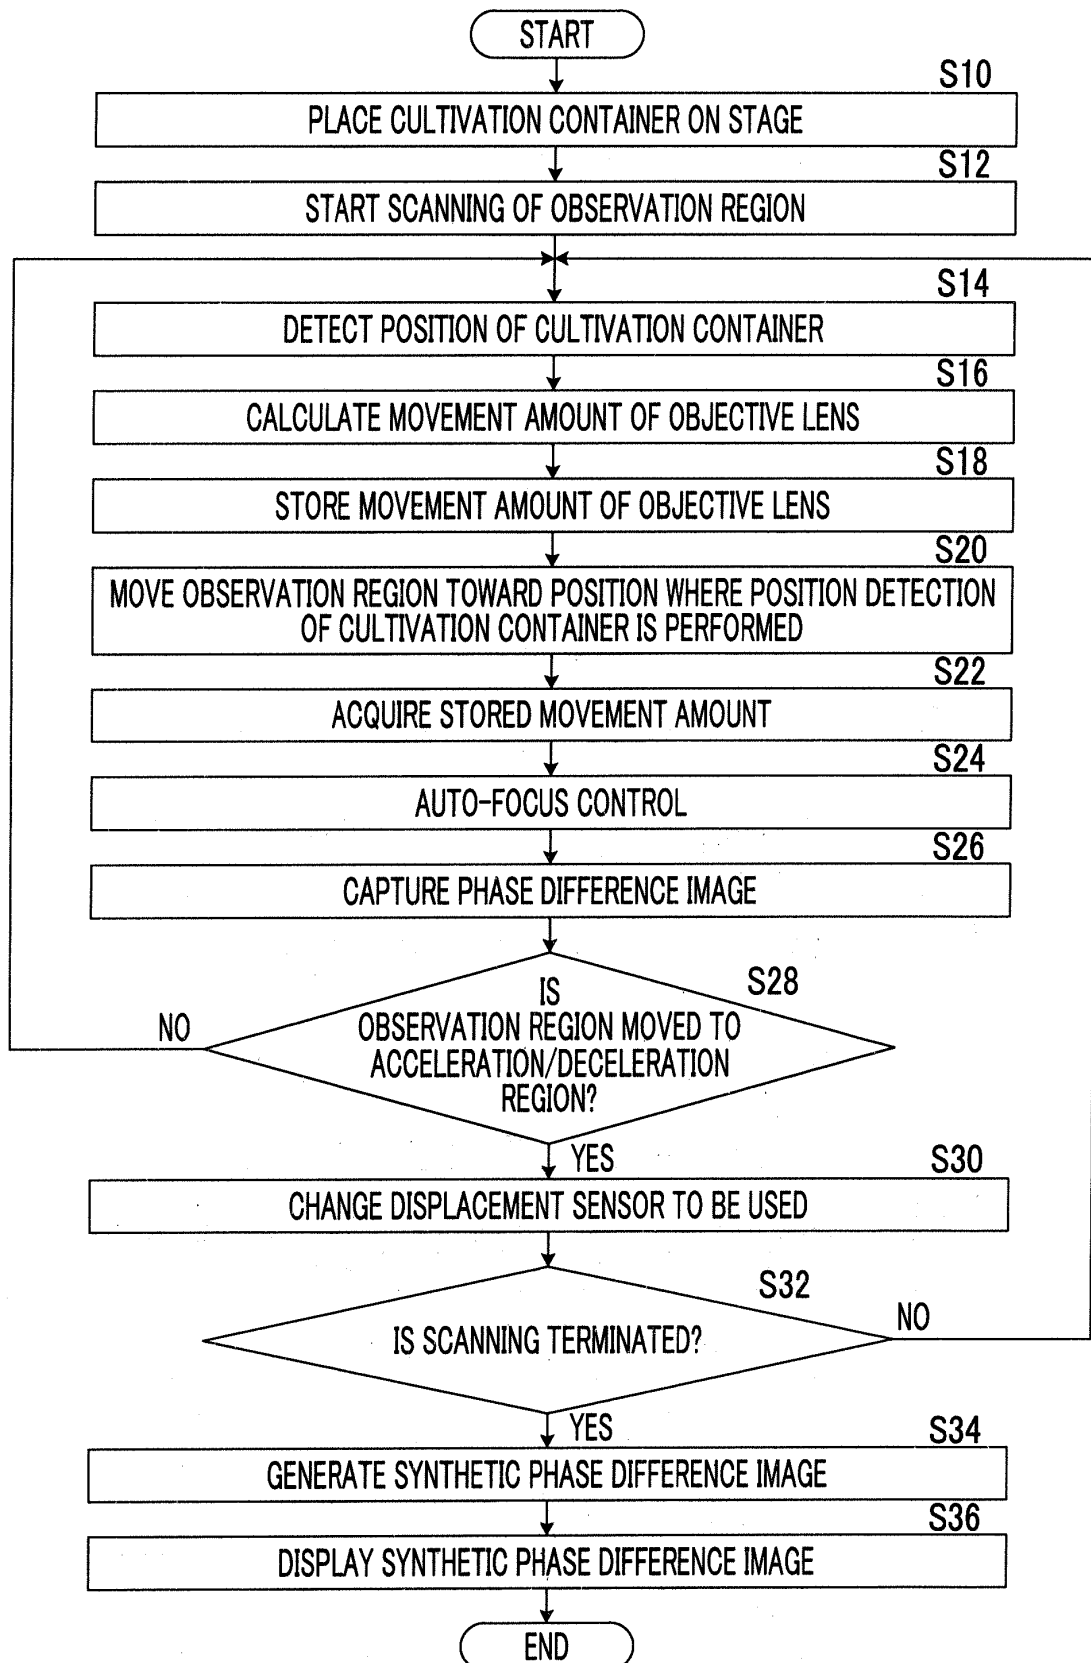 START
S10
PLACE CULTIVATION CONTAINER ON STAGE
S12
START SCANNING OF OBSERVATION REGION
S14
DETECT POSITION OF CULTIVATION CONTAINER
S16
CALCULATE MOVEMENT AMOUNT OF OBJECTIVE LENS
S18
STORE MOVEMENT AMOUNT OF OBJECTIVE LENS
S20
MOVE OBSERVATION REGION TOWARD POSITION WHERE POSITION DETECTION
OF CULTIVATION CONTAINER IS PERFORMED
S22
ACQUIRE STORED MOVEMENT AMOUNT
S24
AUTO-FOCUS CONTROL
S26
CAPTURE PHASE DIFFERENCE IMAGE
S28
IS
OBSERVATION REGION MOVED TO
ACCELERATION/DECELERATION
REGION?
NO
YES
S30
CHANGE DISPLACEMENT SENSOR TO BE USED
S32
IS SCANNING TERMINATED?
NO
YES
S34
GENERATE SYNTHETIC PHASE DIFFERENCE IMAGE
S36
DISPLAY SYNTHETIC PHASE DIFFERENCE IMAGE
END